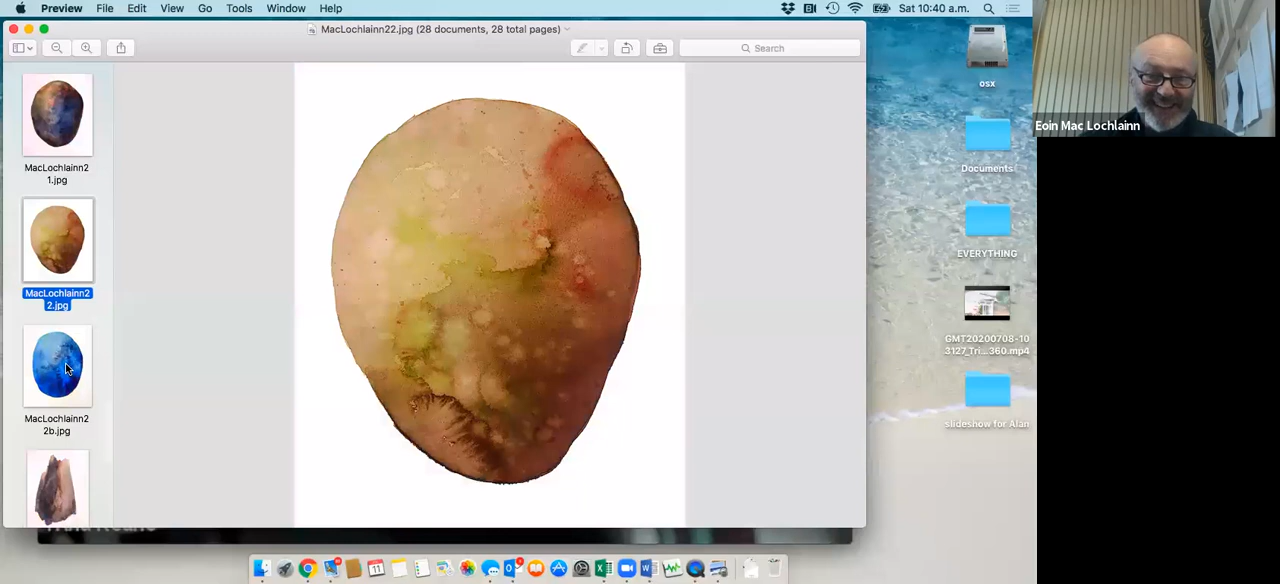 Preview File Edit View Go Tools Window Help
Sat 10:40 a.m.
MacLochlainn22.jpg (28 documents, 28 total pages)
Search
MacLochlainn2
1.jpg
MacLochlainn2
2.jpg
MacLochlainn2
2b.jpg
osx
Documents
EVERYTHING
GMT20200708-10
3127_Tri...360.mp4
slideshow for Alan
Eoin Mac Lochlainn
11